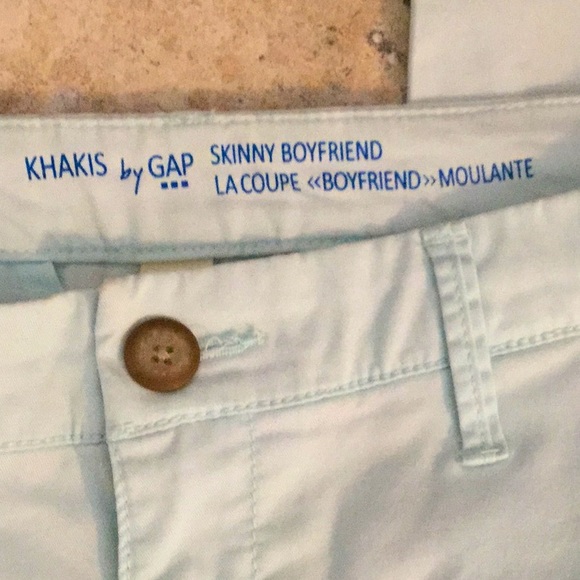 KHAKIS by GAP
SKINNY BOYFRIEND
LA COUPE «BOYFRIEND» MOULANTE